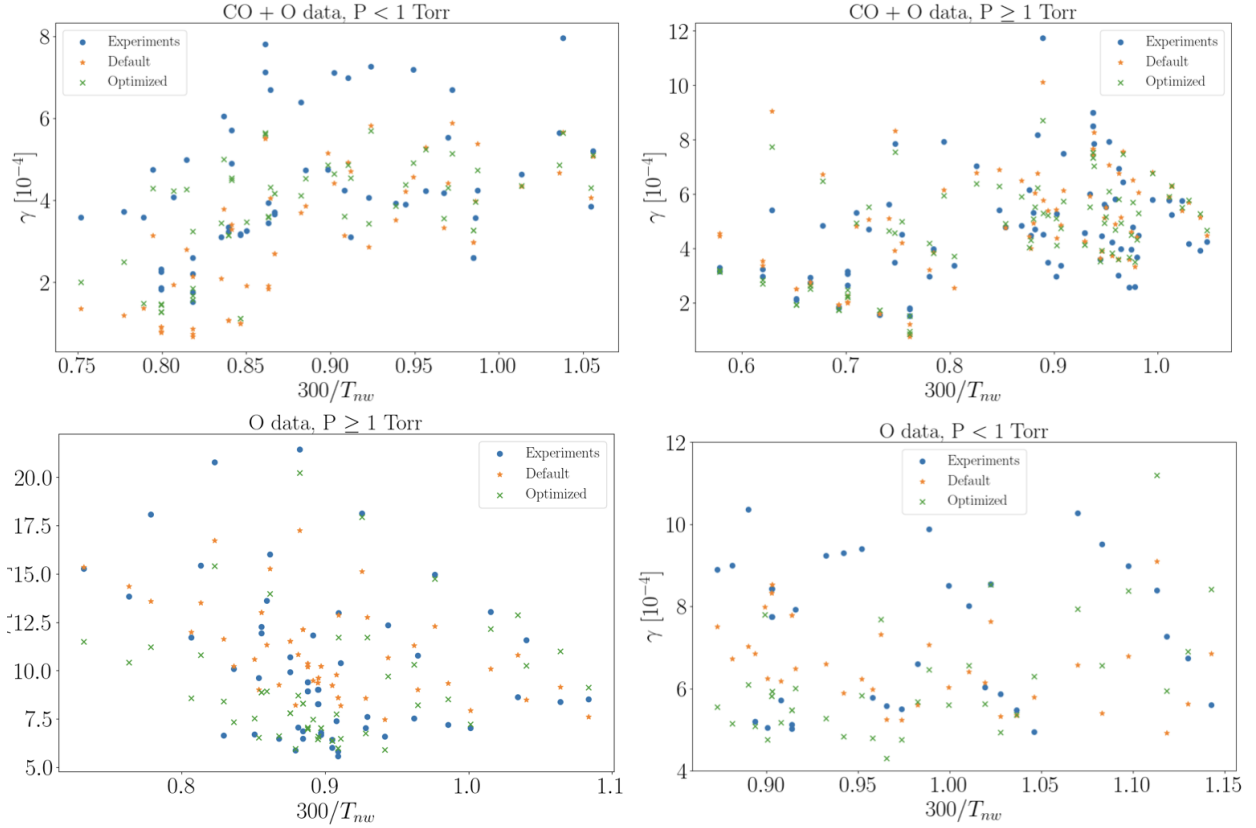 CO + O data, P < 1 Torr
8
6
4
2
γ [10⁻⁴]
Experiments
Default
Optimized
0.75 0.80 0.85 0.90 0.95 1.00 1.05
300/Tₙw
CO + O data, P ≥ 1 Torr
12
10
8
6
4
2
γ [10⁻⁴]
Experiments
Default
Optimized
0.6 0.7 0.8 0.9 1.0
300/Tₙw
O data, P ≥ 1 Torr
20.0
17.5
15.0
12.5
10.0
7.5
5.0
Experiments
Default
Optimized
0.8 0.9 1.0 1.1
300/Tₙw
O data, P < 1 Torr
12
10
8
6
4
γ [10⁻⁴]
Experiments
Default
Optimized
0.90 0.95 1.00 1.05 1.10 1.15
300/Tₙw